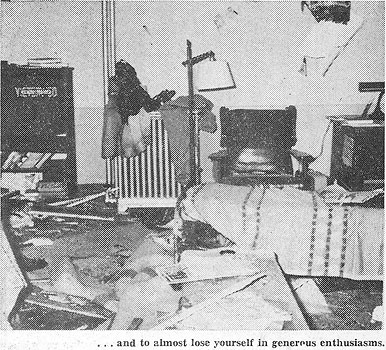 . . . and to almost lose yourself in generous enthusiasms.